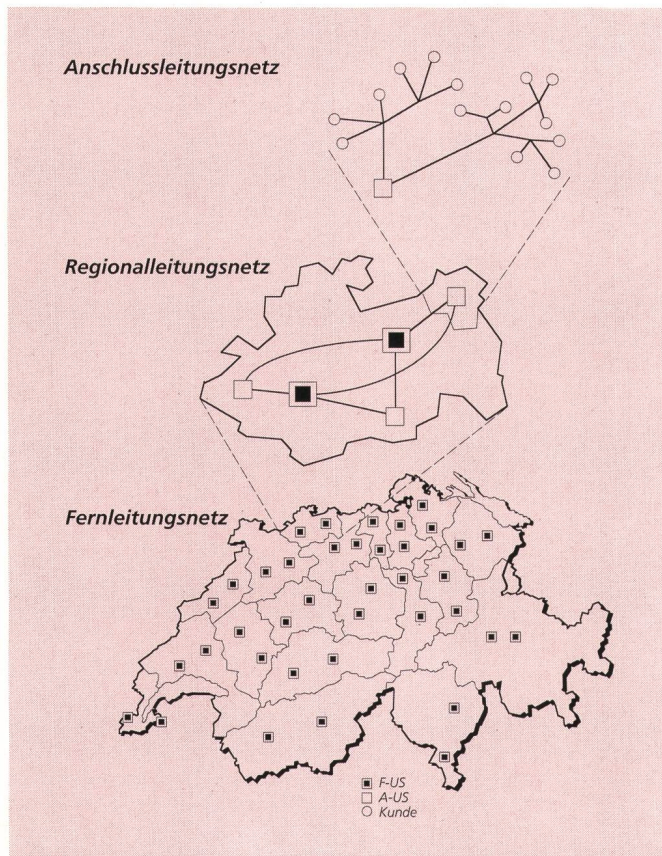 Anschlussleitungsnetz
Regionalleitungsnetz
Fernleitungsnetz
F-US
A-US
Kunde